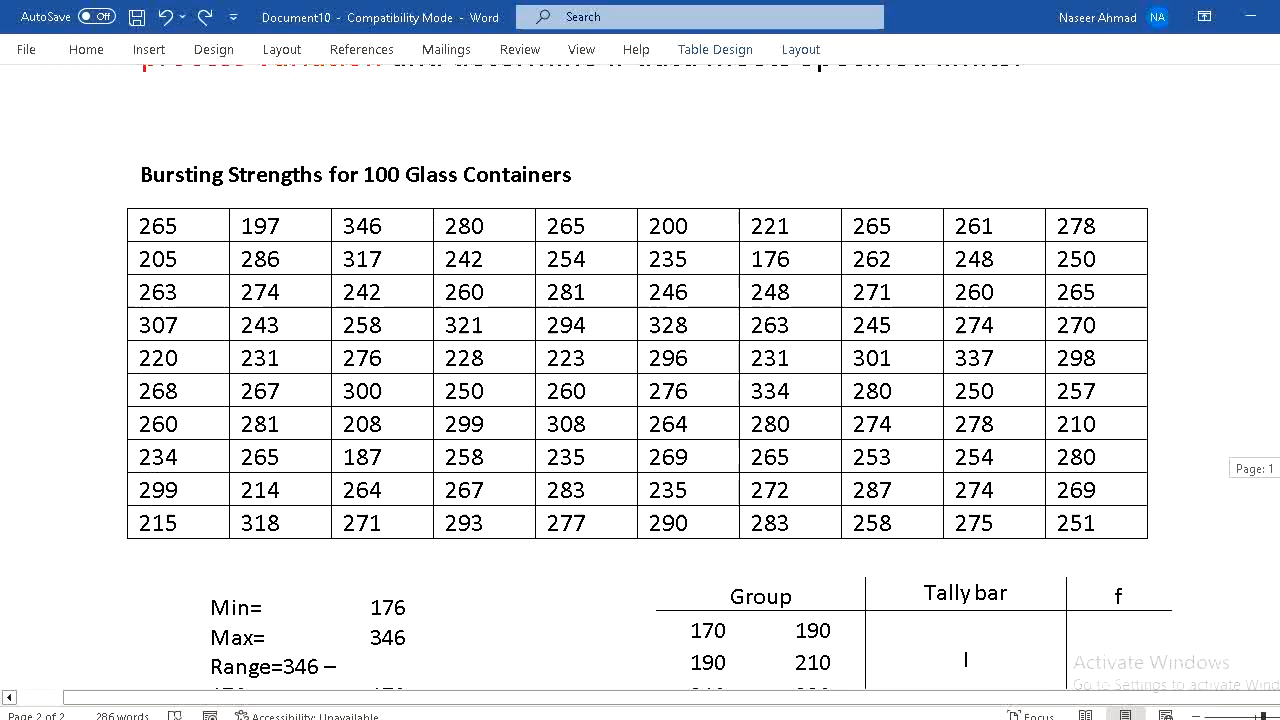 AutoSave Off Document10 - Compatibility Mode - Word Search Naseer Ahmad NA
File Home Insert Design Layout References Mailings Review View Help Table Design Layout
Bursting Strengths for 100 Glass Containers
265 197 346 280 265 200 221 265 261 278
205 286 317 242 254 235 176 262 248 250
263 274 242 260 281 246 248 271 260 265
307 243 258 321 294 328 263 245 274 270
220 231 276 228 223 296 231 301 337 298
268 267 300 250 260 276 334 280 250 257
260 281 208 299 308 264 280 274 278 210
234 265 187 258 235 269 265 253 254 280
299 214 264 267 283 235 272 287 274 269
215 318 271 293 277 290 283 258 275 251
Page: 1
Group Tally bar f
Min= 176
170 190
Max= 346
190 210 I
Range=346 –
Activate Windows
Go to Settings to activate Wind
Page 2 of 2 286 words Accessibility: Unavailable Focus